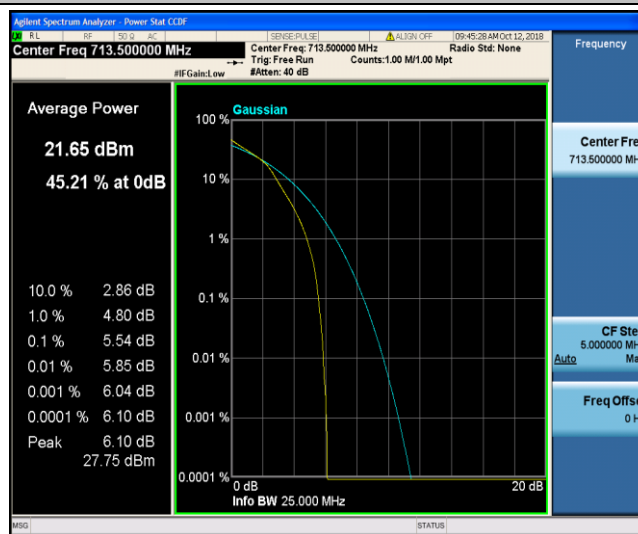 Agilent Spectrum Analyzer - Power Stat CCDF
RL RF 50 Ω AC SENSE:PULSE ALIGN OFF 09:45:28 AM Oct 12, 2018
Center Freq 713.500000 MHz
Center Freq: 713.500000 MHz Radio Std: None
Trig: Free Run Counts:1.00 M/1.00 Mpt
#IFGain:Low #Atten: 40 dB
Frequency
Average Power
21.65 dBm
45.21 % at 0dB
10.0 % 2.86 dB
1.0 % 4.80 dB
0.1 % 5.54 dB
0.01 % 5.85 dB
0.001 % 6.04 dB
0.0001 % 6.10 dB
Peak 6.10 dB
27.75 dBm
Gaussian
100 %
10 %
1 %
0.1 %
0.01 %
0.001 %
0.0001 %
0 dB 20 dB
Info BW 25.000 MHz
Center Fre
713.500000 MH
CF Ste
5.000000 MH
Auto Ma
Freq Offse
0 H
MSG STATUS